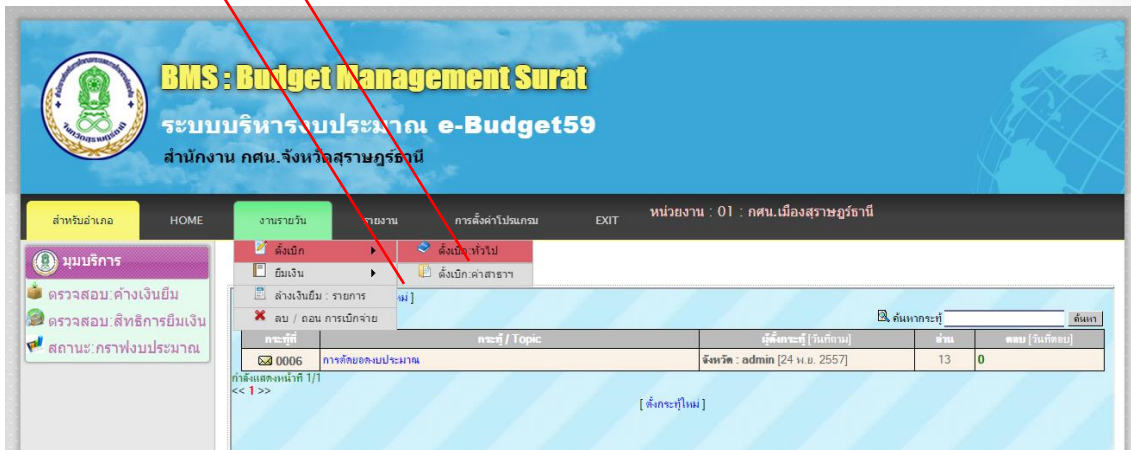 BMS : Budget Management Surat
ระบบบริหารงบประมาณ e-Budget59
สำนักงาน กศน.จังหวัดสุราษฎร์ธานี
สำหรับอำเภอ HOME งานรายวัน รายงาน การตั้งค่าโปรแกรม EXIT หน่วยงาน : 01 : กศน.เมืองสุราษฎร์ธานี
มุมบริการ
ตรวจสอบ:ค้างเงินยืม
ตรวจสอบ:สิทธิการยืมเงิน
สถานะ:กราฟงบประมาณ
ตั้งเบิก
ยืมเงิน
ล้างเงินยืม : รายการ
ลบ / ถอน การเบิกจ่าย
ตั้งเบิก:ทั่วไป
ตั้งเบิก:ค่าสาธาฯ
ใหม่ ]
ค้นหากระทู้ ค้นหา
กระทู้ที่ กระทู้ / Topic ผู้ตั้งกระทู้ [วันที่ถาม] อ่าน ตอบ [วันที่ตอบ]
0006 การตัดยอดงบประมาณ จังหวัด : admin [24 พ.ย. 2557] 13 0
กำลังแสดงหน้าที่ 1/1
<< 1 >>
[ ตั้งกระทู้ใหม่ ]